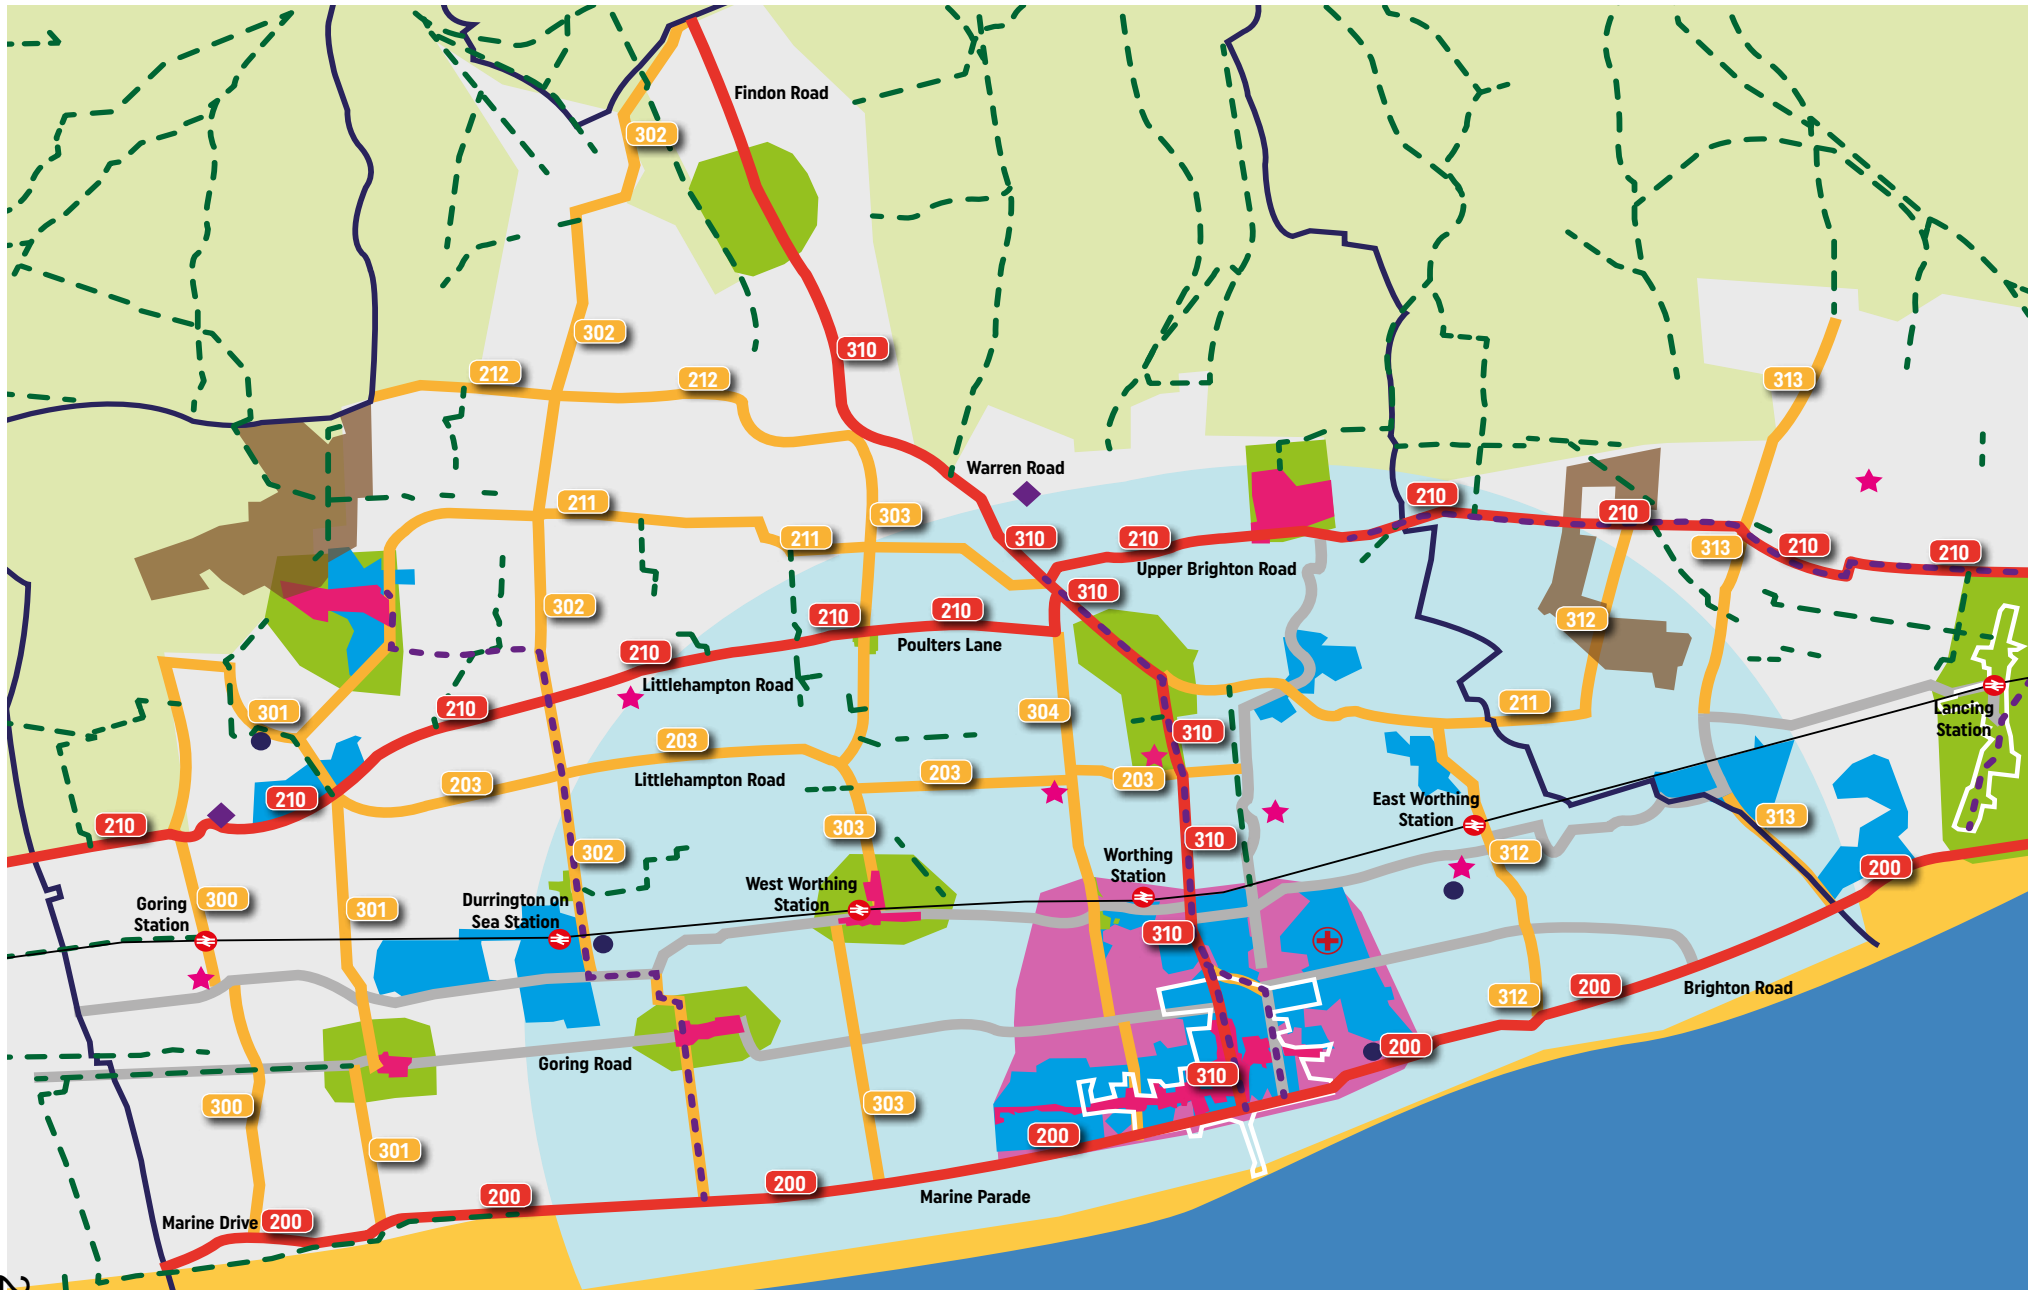 Findon Road
302
302
310
212
212
313
Warren Road
211
303
211
310
210
Upper Brighton Road
210
210
313
210
210
302
310
210
210
Poulters Lane
312
210
Littlehampton Road
301
210
304
310
211
Lancing
Station
203
Littlehampton Road
203
203
203
210
210
East Worthing
Station
313
303
310
302
312
Worthing
Station
200
West Worthing
Station
300
Goring
Station
301
Durrington on
Sea Station
310
200
312
Brighton Road
200
Goring Road
310
300
303
200
301
200
200
Marine Parade
Marine Drive
200
2